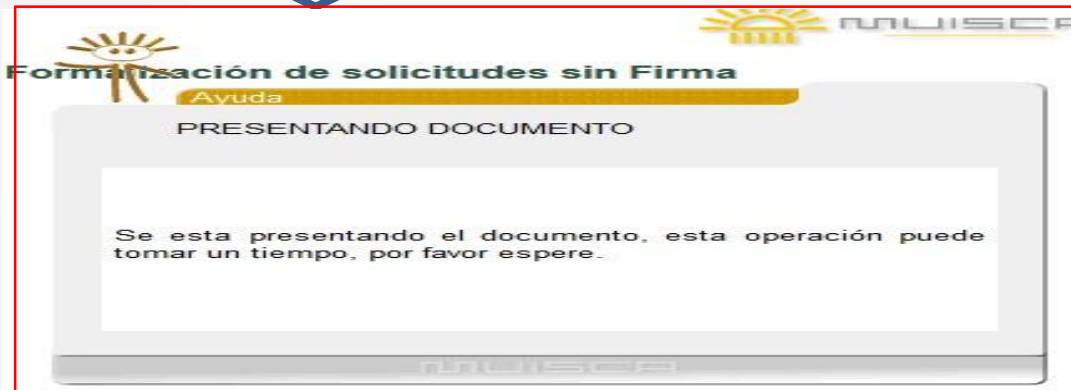 MUISCA
Formalización de solicitudes sin Firma
Ayuda
PRESENTANDO DOCUMENTO
Se esta presentando el documento, esta operación puede
tomar un tiempo, por favor espere.
MUISCA